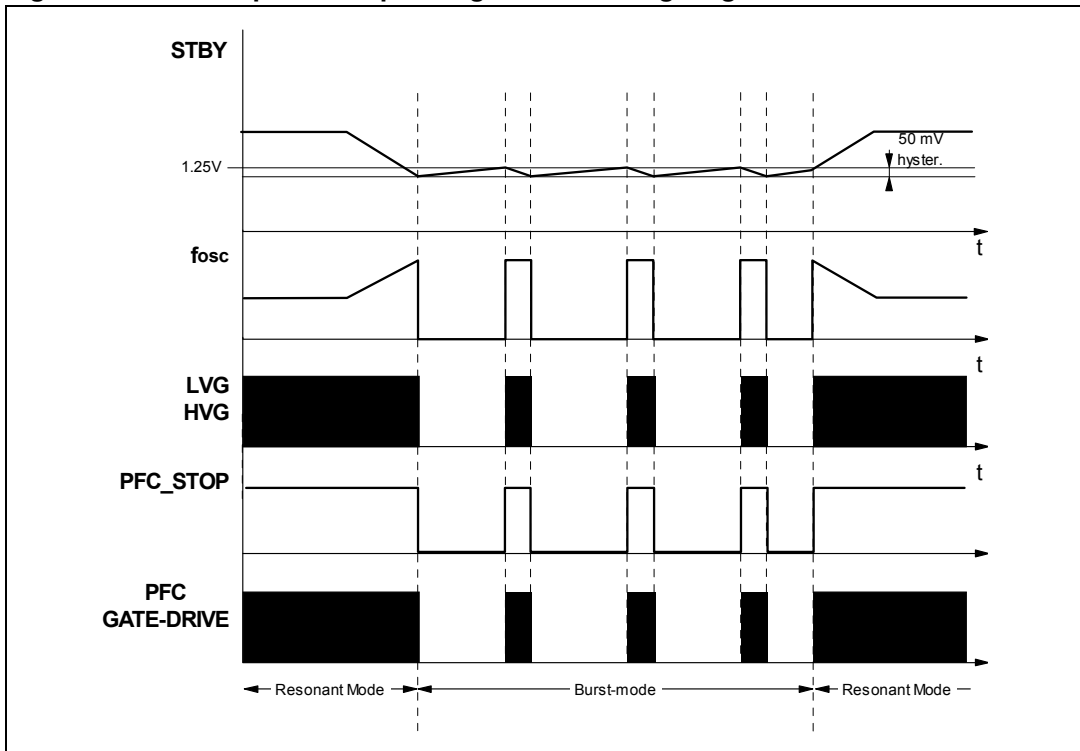 STBY
50 mV
hyster.
1.25V
t
fosc
t
LVG
HVG
t
PFC_STOP
PFC
GATE-DRIVE
Resonant Mode
Burst-mode
Resonant Mode